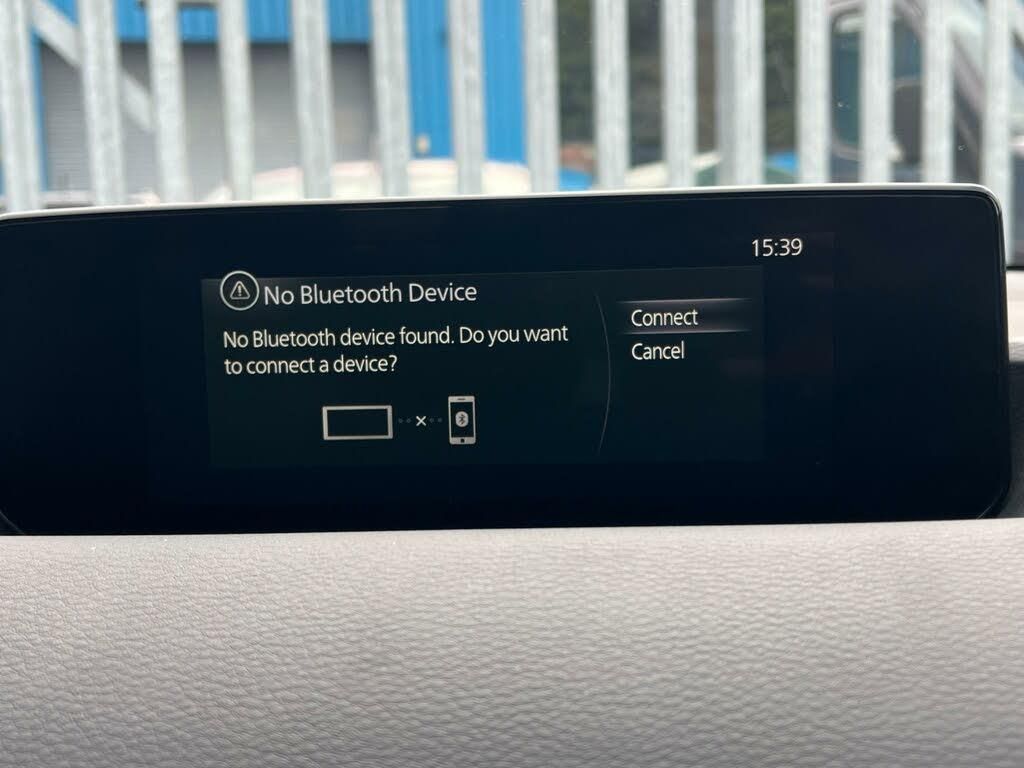 15:39
No Bluetooth Device
No Bluetooth device found. Do you want
to connect a device?
Connect
Cancel